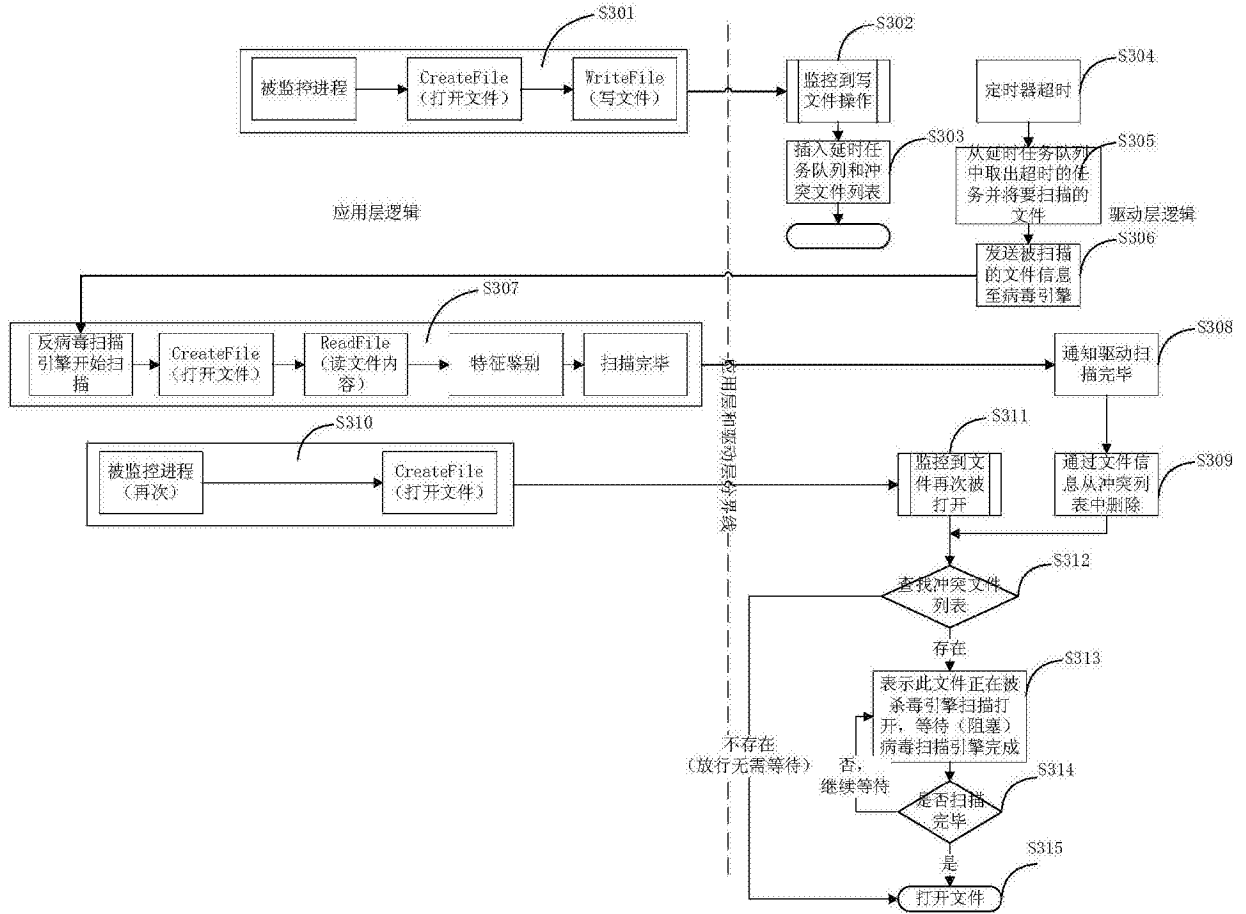 S301
被监控进程
CreateFile
(打开文件)
WriteFile
(写文件)
S302
监控到写
文件操作
S303
插入延时任
务队列和冲
突文件列表
S304
定时器超时
S305
从延时任务队列
中取出超时的任
务并将要扫描的
文件
应用层逻辑
驱动层逻辑
S306
发送被扫描
的文件信息
至病毒引擎
S307
反病毒扫描
引擎开始扫
描
CreateFile
(打开文件)
ReadFile
(读文件内
容)
特征鉴别
扫描完毕
应用层和驱动层分界线
S308
通知驱动扫
描完毕
S309
通过文件信
息从冲突列
表中删除
S310
被监控进程
(再次)
CreateFile
(打开文件)
S311
监控到文
件再次被
打开
S312
查找冲突文件
列表
存在
不存在
(放行无需等待)
S313
表示此文件正在被
杀毒引擎扫描打
开，等待（阻塞）
病毒扫描引擎完成
否，
继续等待
S314
是否扫描
完毕
是
S315
打开文件